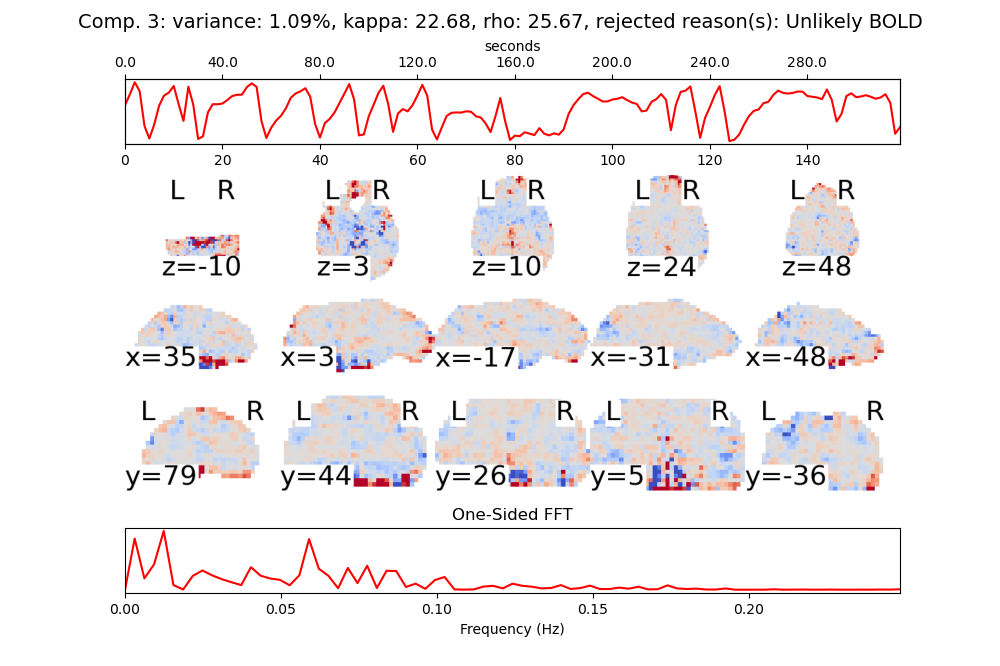 Comp. 3: variance: 1.09%, kappa: 22.68, rho: 25.67, rejected reason(s): Unlikely BOLD
seconds
0.0 40.0 80.0 120.0 160.0 200.0 240.0 280.0
0 20 40 60 80 100 120 140
L R L R L R L R L R
z=-10 z=3 z=10 z=24 z=48
x=35 x=3 x=-17 x=-31 x=-48
L R L R L R L R L R
y=79 y=44 y=26 y=5 y=-36
One-Sided FFT
0.00 0.05 0.10 0.15 0.20
Frequency (Hz)